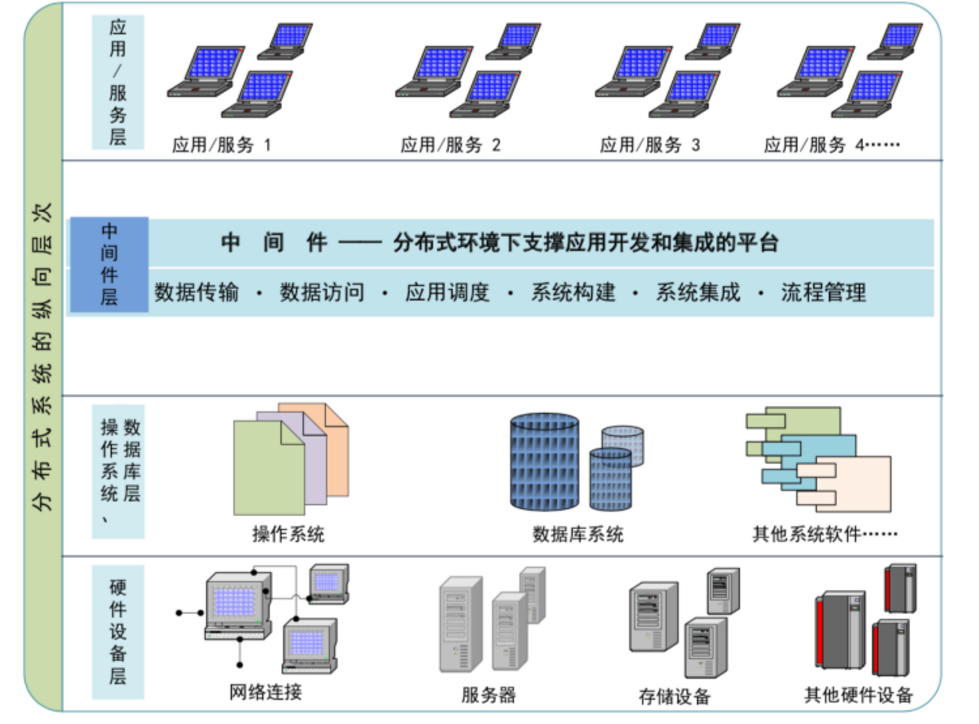 分布式系统的纵向层次
应用/服务层
应用/服务 1
应用/服务 2
应用/服务 3
应用/服务 4……
中间件层
中 间 件 —— 分布式环境下支撑应用开发和集成的平台
数据传输 · 数据访问 · 应用调度 · 系统构建 · 系统集成 · 流程管理
操作系统、
数据库层
操作系统
数据库系统
其他系统软件……
硬件设备层
网络连接
服务器
存储设备
其他硬件设备